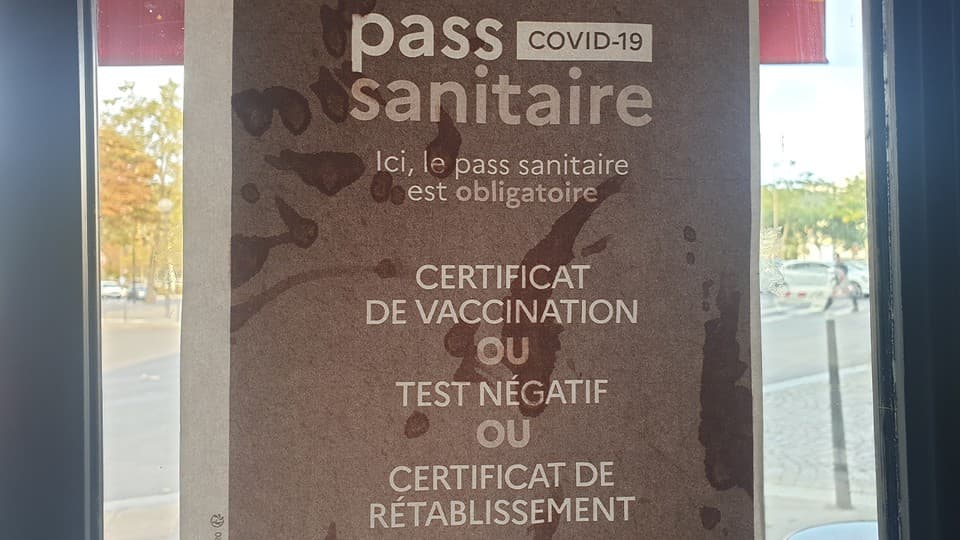 pass COVID-19
sanitaire
Ici, le pass sanitaire
est obligatoire
CERTIFICAT
DE VACCINATION
OU
TEST NÉGATIF
OU
CERTIFICAT DE
RÉTABLISSEMENT